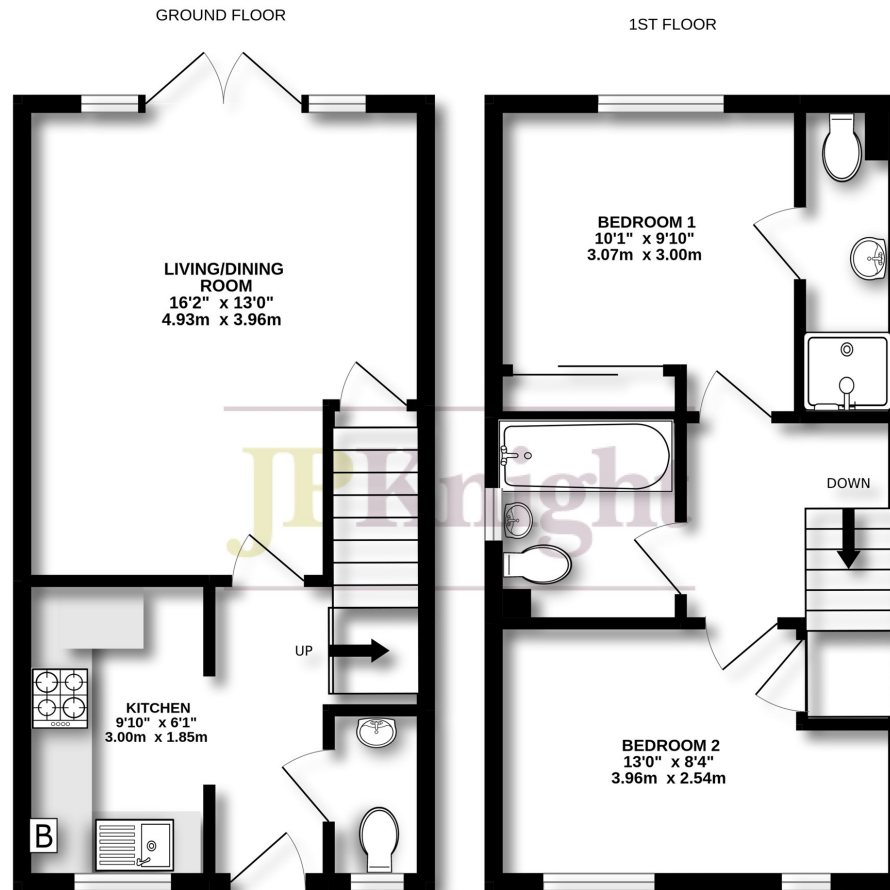 GROUND FLOOR
1ST FLOOR
LIVING/DINING
ROOM
16'2" x 13'0"
4.93m x 3.96m
BEDROOM 1
10'1" x 9'10"
3.07m x 3.00m
JPKnight
DOWN
UP
KITCHEN
9'10" x 6'1"
3.00m x 1.85m
B
BEDROOM 2
13'0" x 8'4"
3.96m x 2.54m